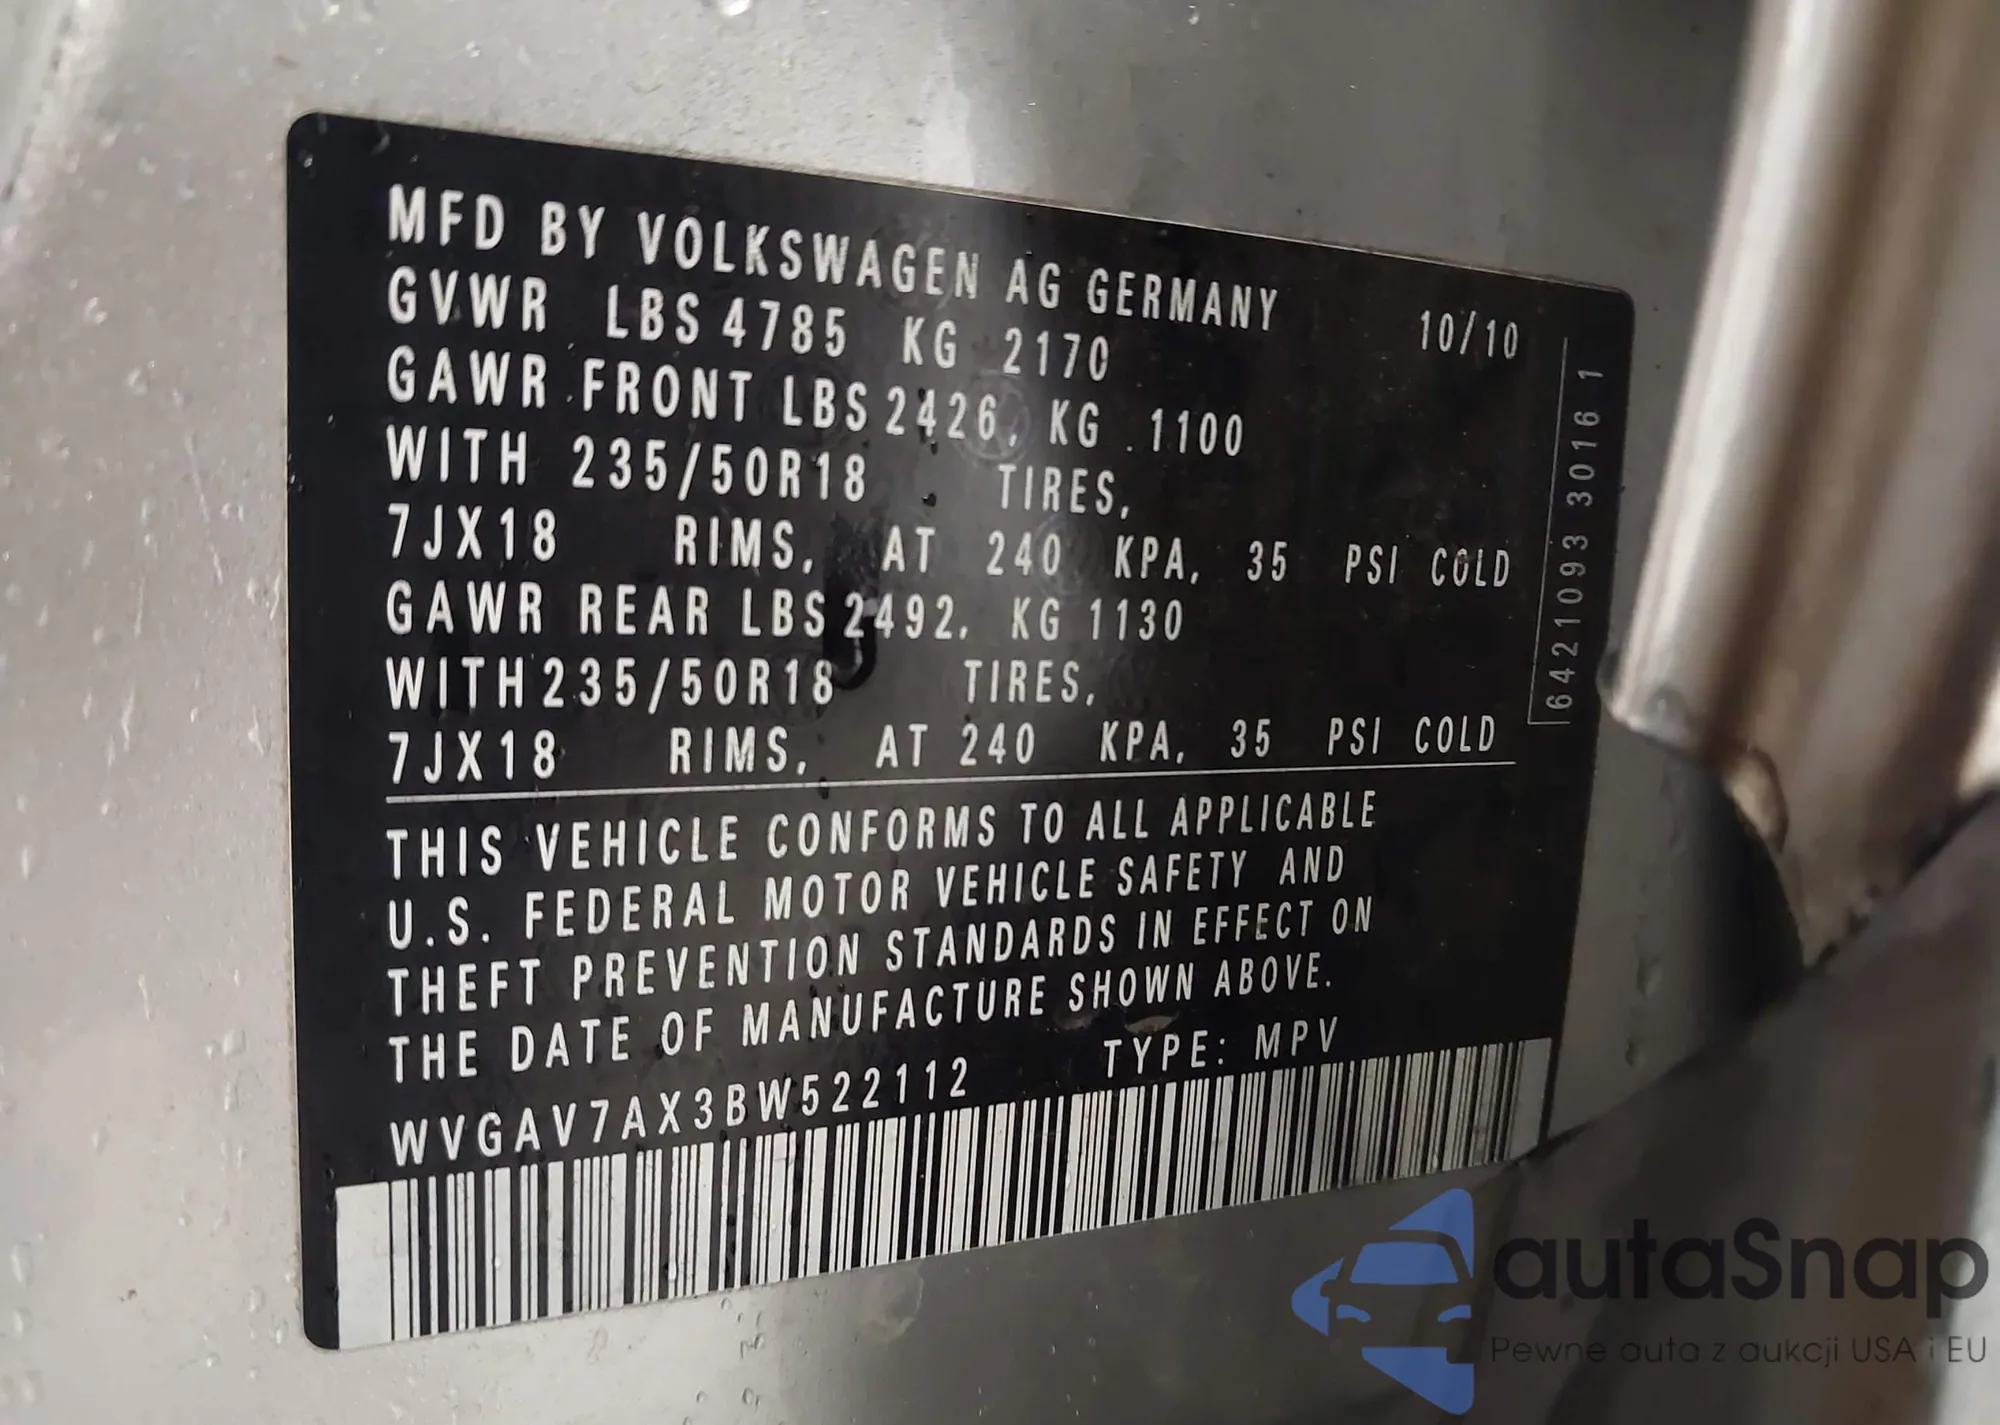 MFD BY VOLKSWAGEN AG GERMANY 10/10
GVWR LBS 4785 KG 2170
GAWR FRONT LBS 2426, KG 1100
WITH 235/50R18 TIRES,
7JX18 RIMS, AT 240 KPA, 35 PSI COLD
GAWR REAR LBS 2492, KG 1130
WITH 235/50R18 TIRES,
7JX18 RIMS, AT 240 KPA, 35 PSI COLD
6421093 3016 1
THIS VEHICLE CONFORMS TO ALL APPLICABLE
U.S. FEDERAL MOTOR VEHICLE SAFETY AND
THEFT PREVENTION STANDARDS IN EFFECT ON
THE DATE OF MANUFACTURE SHOWN ABOVE.
WVGAV7AX3BW522112 TYPE: MPV
autaSnap
Pewne auta z aukcji USA i EU